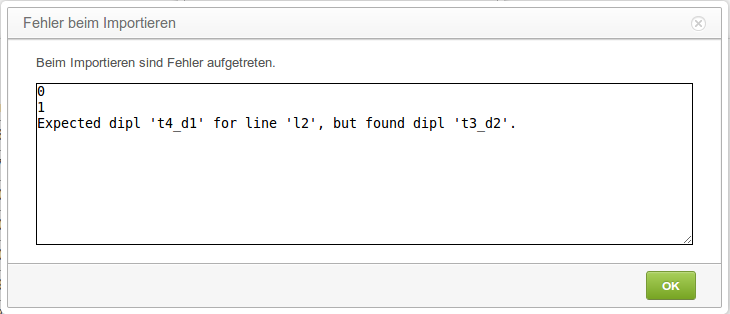 Fehler beim Importieren
Beim Importieren sind Fehler aufgetreten.
0
1
Expected dipl 't4_d1' for line 'l2', but found dipl 't3_d2'.
OK